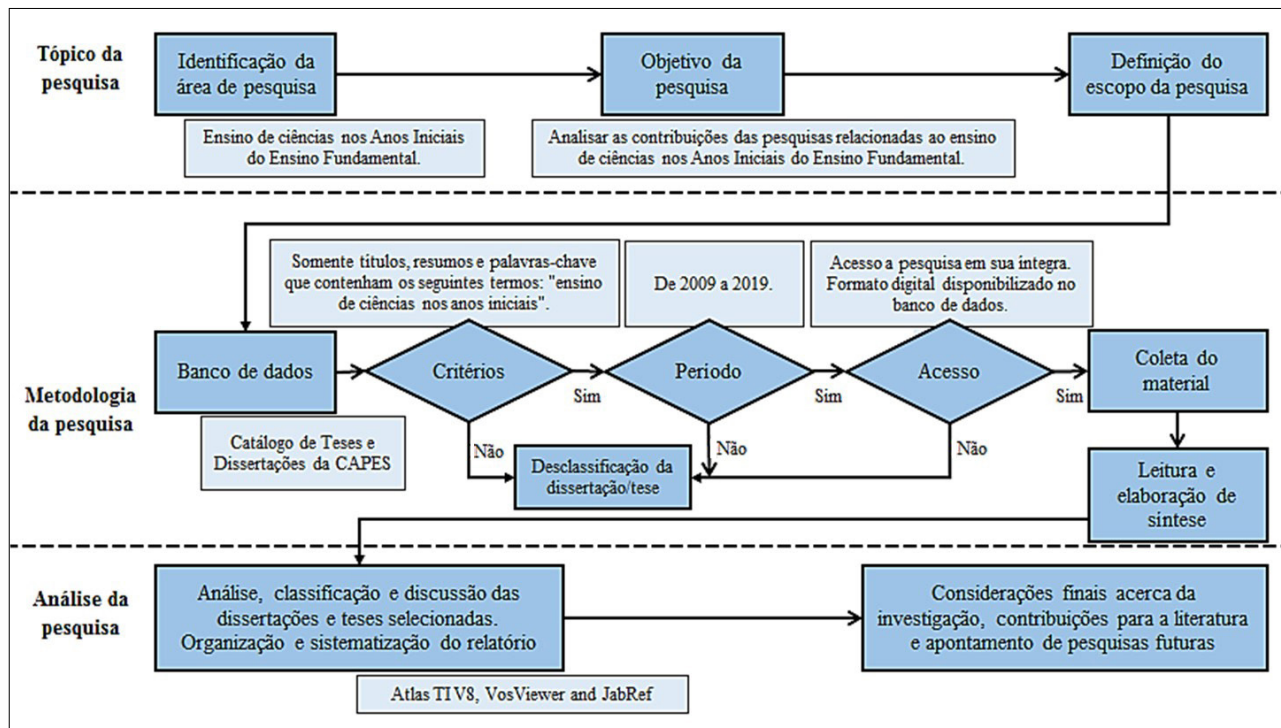 Tópico da
pesquisa
Identificação da
área de pesquisa
Objetivo da
pesquisa
Definição do
escopo da pesquisa
Ensino de ciências nos Anos Iniciais
do Ensino Fundamental.
Analisar as contribuições das pesquisas relacionadas ao ensino
de ciências nos Anos Iniciais do Ensino Fundamental.
Metodologia
da pesquisa
Somente títulos, resumos e palavras-chave
que contenham os seguintes termos: "ensino
de ciências nos anos iniciais".
De 2009 a 2019.
Acesso a pesquisa em sua íntegra.
Formato digital disponibilizado no
banco de dados.
Banco de dados
Critérios
Sim
Período
Sim
Acesso
Sim
Coleta do
material
Catálogo de Teses e
Dissertações da CAPES
Não
Não
Não
Desclassificação da
dissertação/tese
Leitura e
elaboração de
síntese
Análise da
pesquisa
Análise, classificação e discussão das
dissertações e teses selecionadas.
Organização e sistematização do relatório
Considerações finais acerca da
investigação, contribuições para a literatura
e apontamento de pesquisas futuras
Atlas TI V8, VosViewer and JabRef